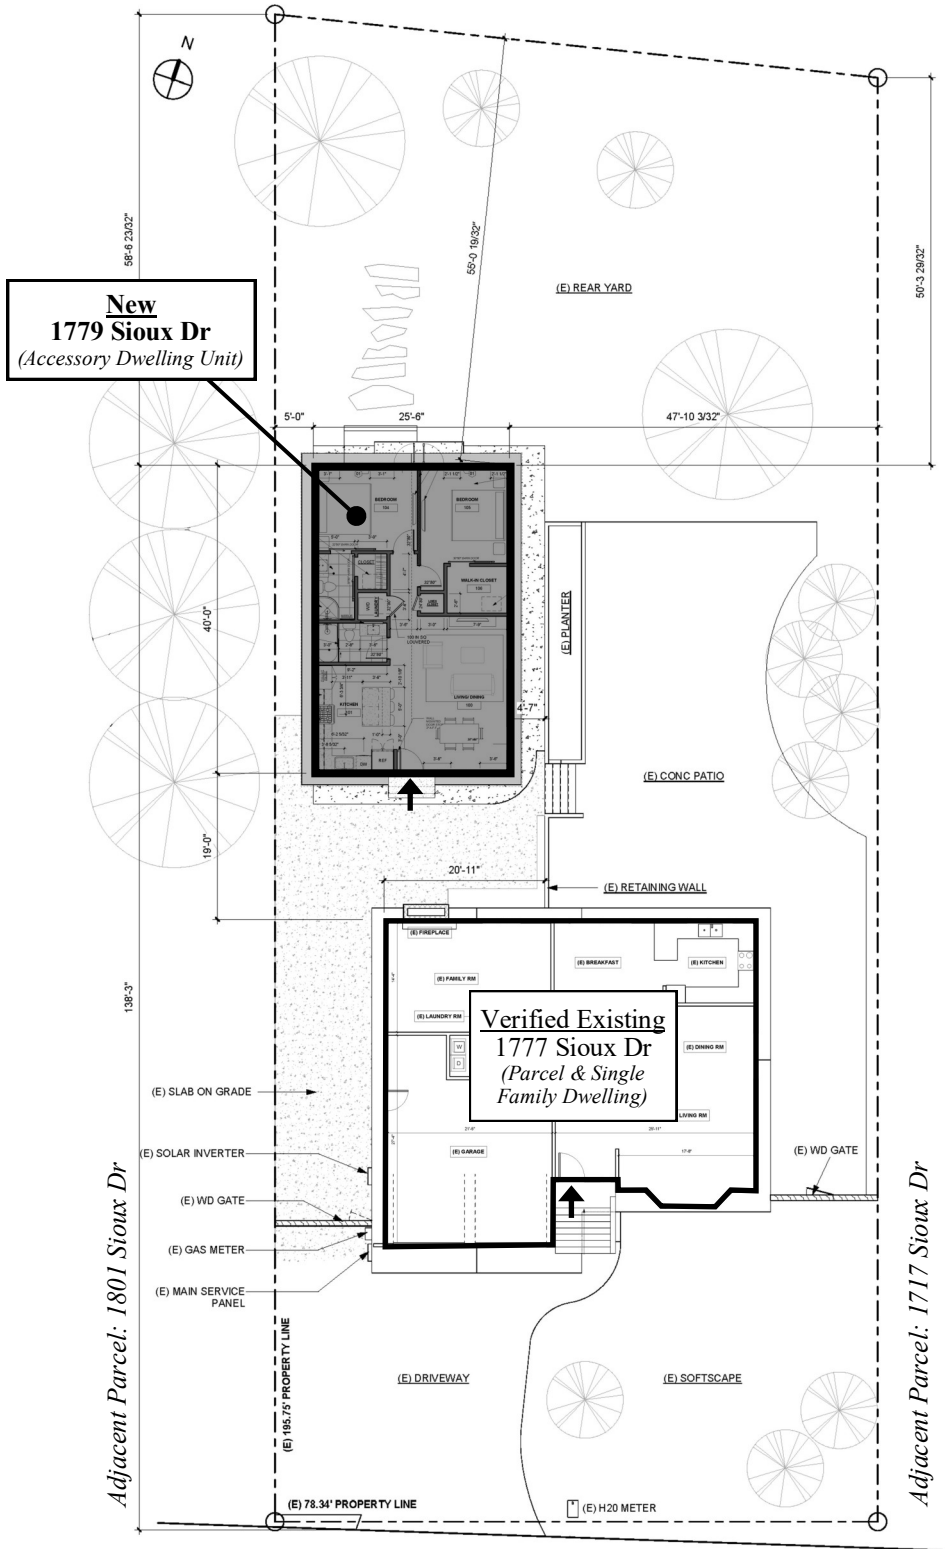 N
58'-6 23/32"
55'-0 19/32"
50'-3 29/32"
(E) REAR YARD
New
1779 Sioux Dr
(Accessory Dwelling Unit)
5'-0"
25'-6"
47'-10 3/32"
BEDROOM
BEDROOM
CLOSET
WALK-IN CLOSET
LAUNDRY
40'-0"
(E) PLANTER
KITCHEN
LIVING/DINING
4'-7"
REF
(E) CONC PATIO
19'-0"
20'-11"
(E) RETAINING WALL
(E) FIREPLACE
(E) FAMILY RM
(E) BREAKFAST
(E) KITCHEN
138'-3"
(E) LAUNDRY RM
Verified Existing
1777 Sioux Dr
(Parcel & Single
Family Dwelling)
W
D
(E) DINING RM
LIVING RM
(E) SLAB ON GRADE
(E) GARAGE
17'-8"
(E) SOLAR INVERTER
(E) WD GATE
(E) WD GATE
(E) GAS METER
(E) MAIN SERVICE
PANEL
Adjacent Parcel: 1801 Sioux Dr
Adjacent Parcel: 1717 Sioux Dr
(E) 195.75' PROPERTY LINE
(E) DRIVEWAY
(E) SOFTSCAPE
(E) 78.34' PROPERTY LINE
(E) H20 METER